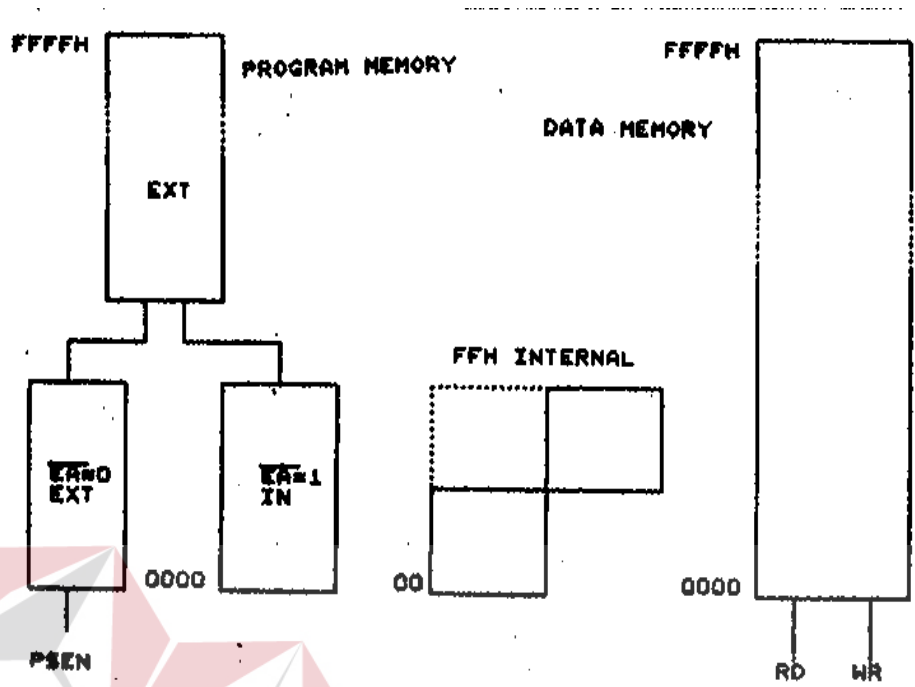 FFFFH
PROGRAM MEMORY
EXT
EA=0
EXT
EA=1
IN
0000
PSEN
FFH INTERNAL
00
FFFFH
DATA MEMORY
0000
RD
WR